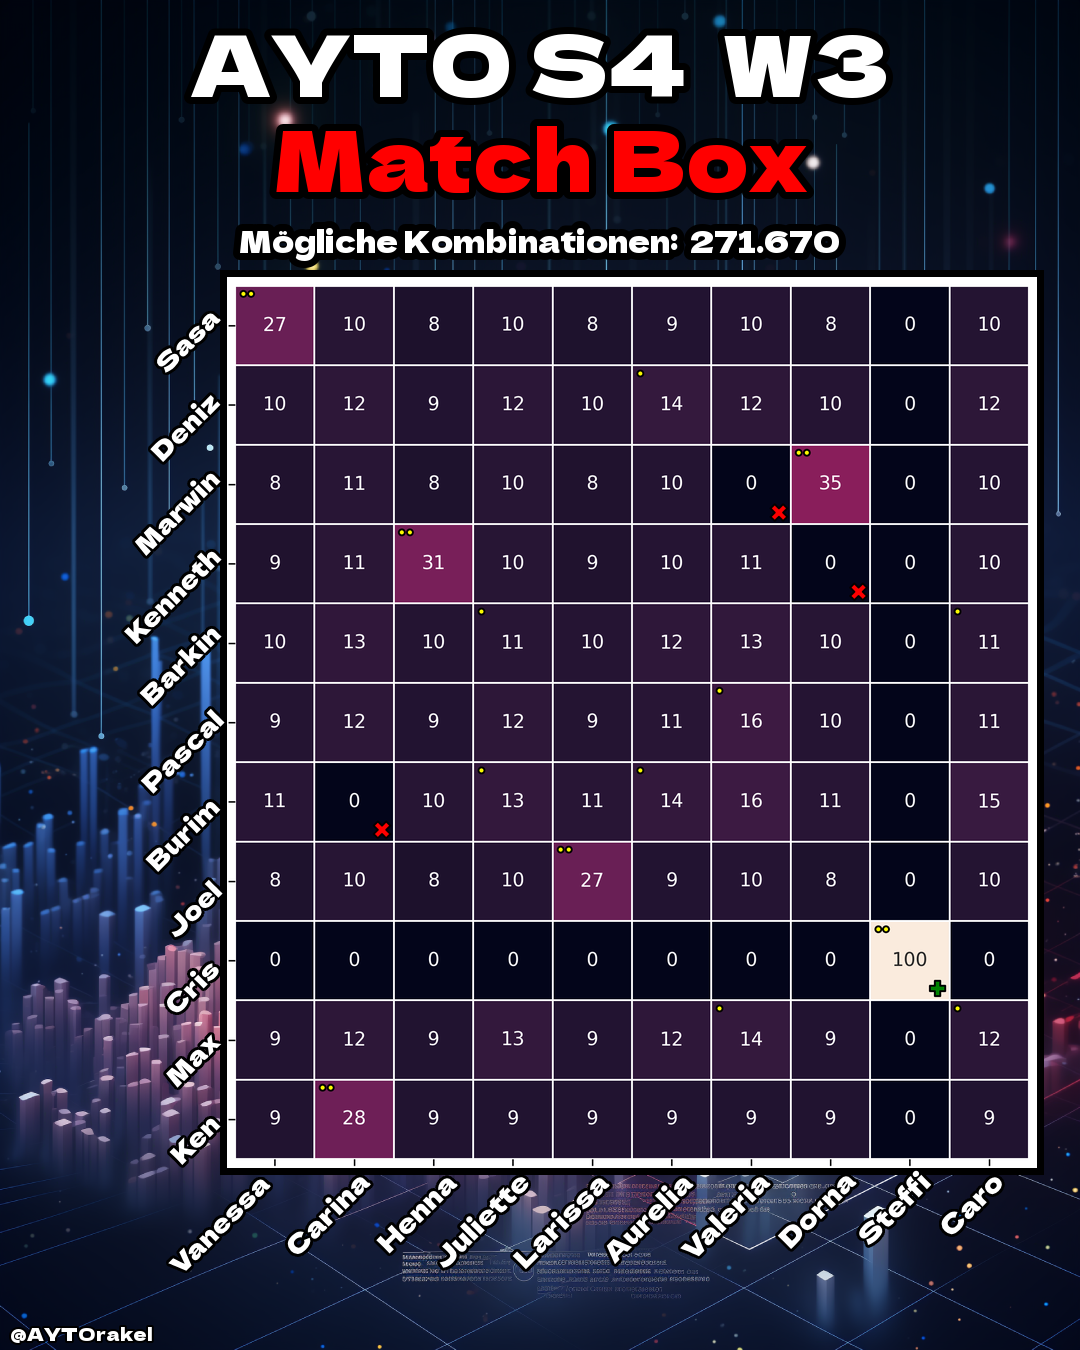 AYTO S4 W3
Match Box
Mögliche Kombinationen: 271.670
Sasa 27 10 8 10 8 9 10 8 0 10
Deniz 10 12 9 12 10 14 12 10 0 12
Marwin 8 11 8 10 8 10 0 35 0 10
Kenneth 9 11 31 10 9 10 11 0 0 10
Barkin 10 13 10 11 10 12 13 10 0 11
Pascal 9 12 9 12 9 11 16 10 0 11
Burim 11 0 10 13 11 14 16 11 0 15
Joel 8 10 8 10 27 9 10 8 0 10
Cris 0 0 0 0 0 0 0 0 100 0
Max 9 12 9 13 9 12 14 9 0 12
Ken 9 28 9 9 9 9 9 9 0 9
Vanessa Carina Henna Juliette Larissa Aurelia Valeria Dorna Steffi Caro
@AYTOrakel